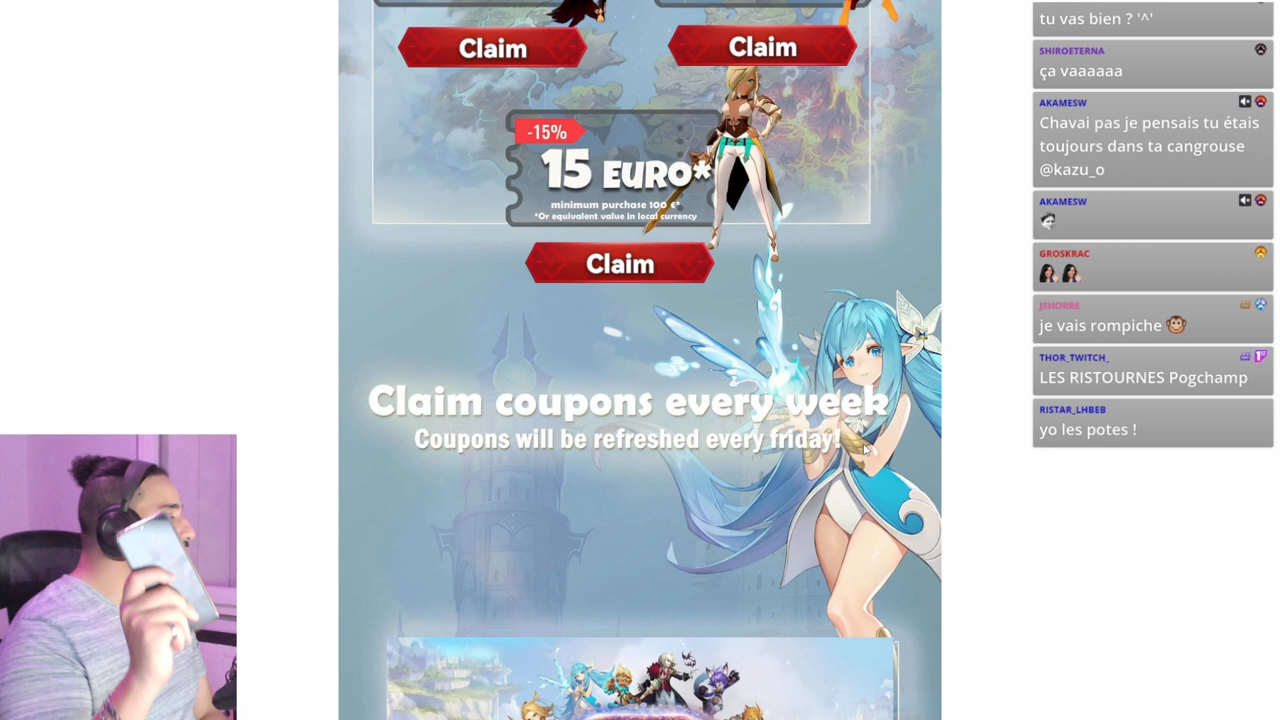 Claim
Claim
-15%
15 EURO*
minimum purchase 100 €*
*Or equivalent value in local currency
Claim
Claim coupons every week
Coupons will be refreshed every friday!
tu vas bien ? '^'
SHIROETERNA
ça vaaaaaa
AKAMESW
Chavai pas je pensais tu étais
toujours dans ta cangrouse
@kazu_o
AKAMESW
GROSKRAC
JENORRE
je vais rompiche
THOR_TWITCH_
LES RISTOURNES Pogchamp
RISTAR_LHBEB
yo les potes !